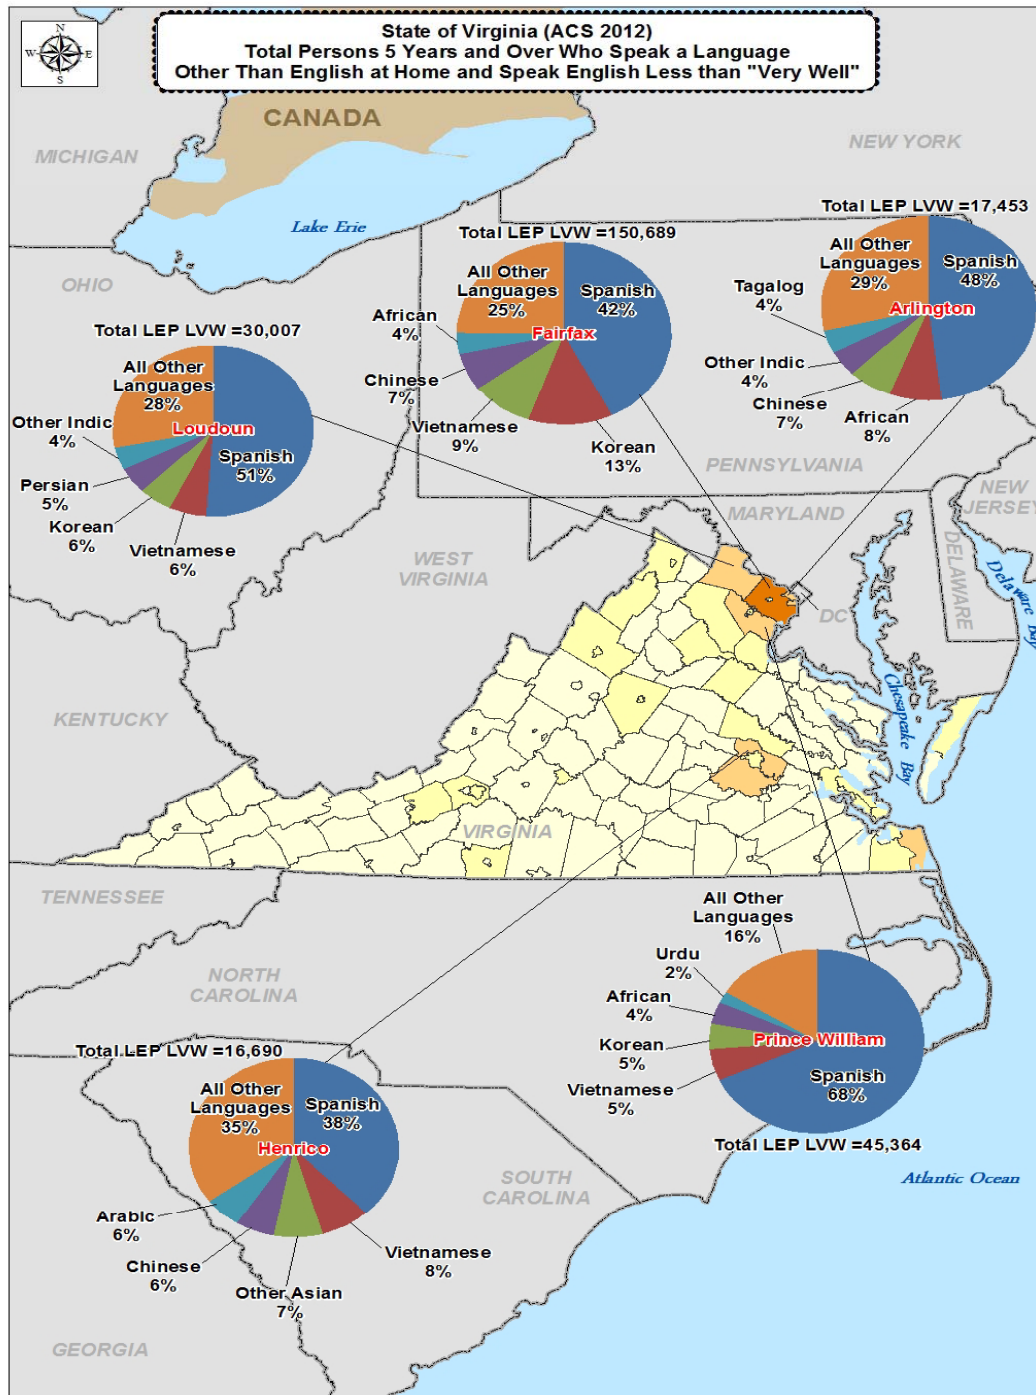 State of Virginia (ACS 2012)
Total Persons 5 Years and Over Who Speak a Language
Other Than English at Home and Speak English Less than "Very Well"
N
W
E
S
CANADA
MICHIGAN
NEW YORK
Lake Erie
OHIO
Total LEP LVW =17,453
All Other
Languages
29%
Spanish
48%
Tagalog
4%
Arlington
Other Indic
4%
Chinese
7%
African
8%
Total LEP LVW =150,689
All Other
Languages
25%
Spanish
42%
African
4%
Fairfax
Chinese
7%
Vietnamese
9%
Korean
13%
Total LEP LVW =30,007
All Other
Languages
28%
Other Indic
4%
Loudoun
Spanish
51%
Persian
5%
Korean
6%
Vietnamese
6%
PENNSYLVANIA
NEW
JERSEY
MARYLAND
DELAWARE
Delaware Bay
WEST
VIRGINIA
DC
Chesapeake Bay
KENTUCKY
VIRGINIA
TENNESSEE
NORTH
CAROLINA
All Other
Languages
16%
Urdu
2%
African
4%
Korean
5%
Prince William
Vietnamese
5%
Spanish
68%
Total LEP LVW =45,364
Total LEP LVW =16,690
All Other
Languages
35%
Spanish
38%
Henrico
Arabic
6%
Chinese
6%
Other Asian
7%
Vietnamese
8%
SOUTH
CAROLINA
Atlantic Ocean
GEORGIA